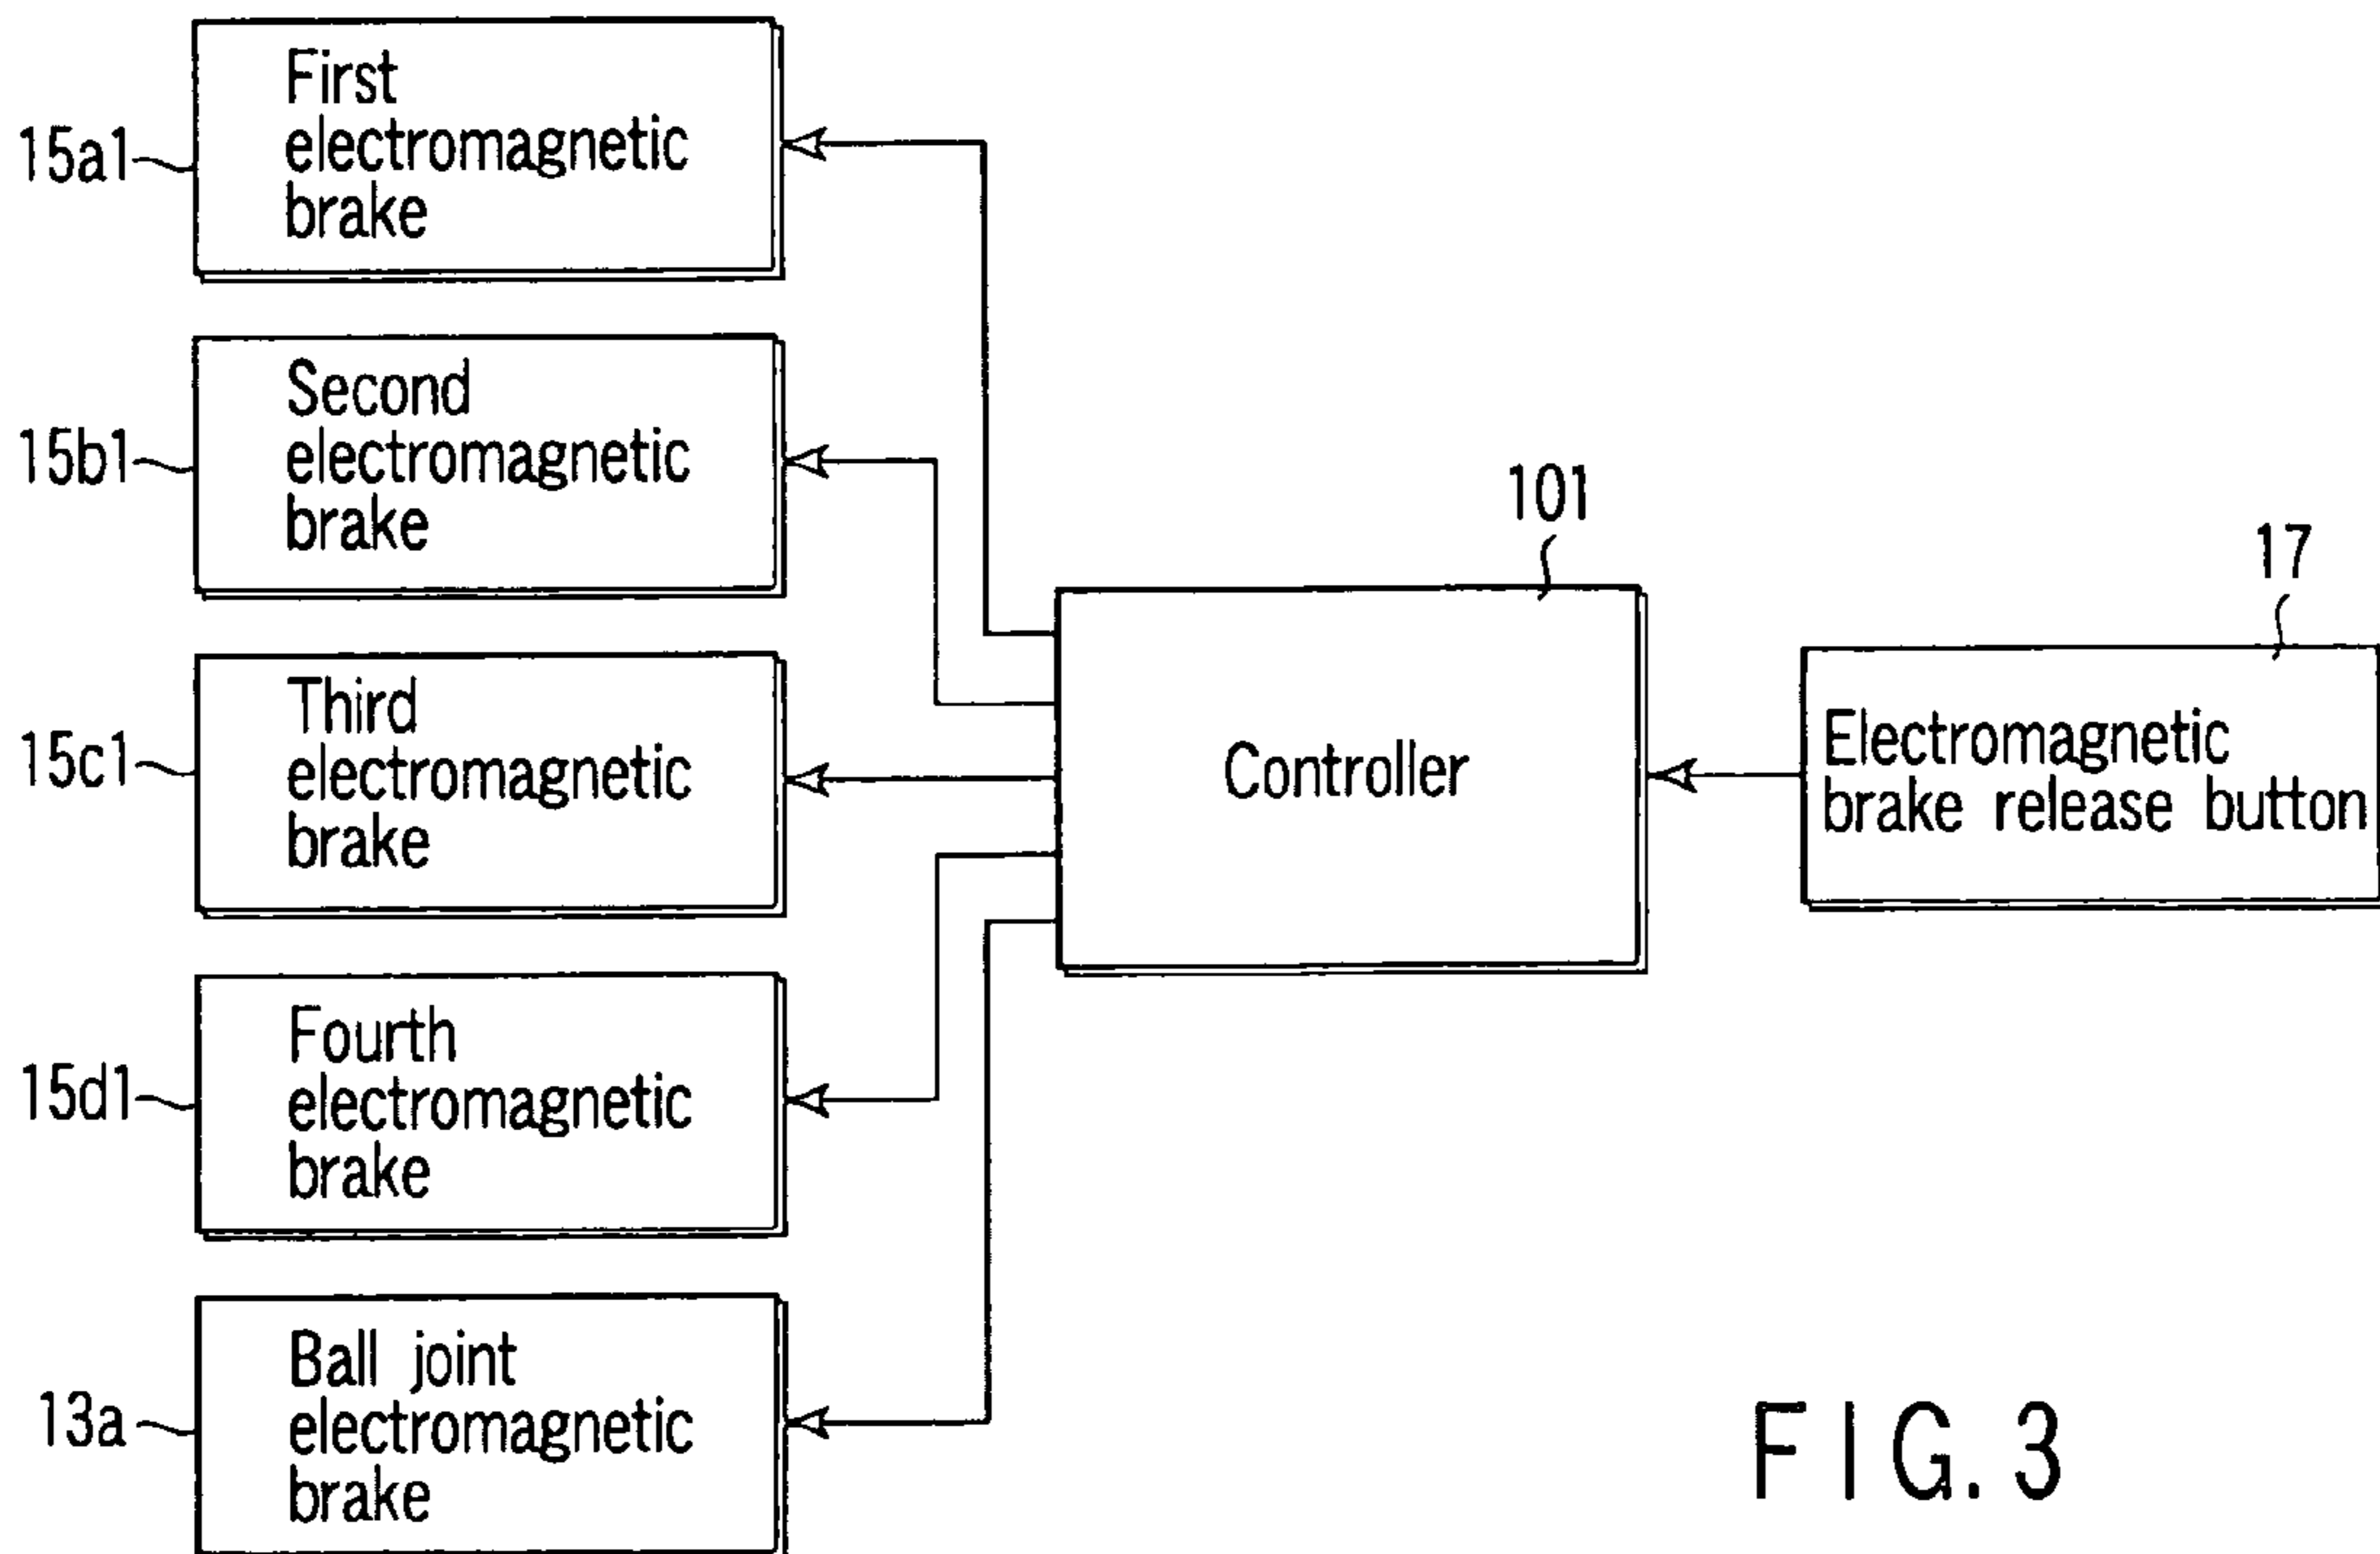 First
electromagnetic
brake
15a1
Second
electromagnetic
brake
15b1
Third
electromagnetic
brake
15c1
Fourth
electromagnetic
brake
15d1
Ball joint
electromagnetic
brake
13a
101
Controller
17
Electromagnetic
brake release button
FIG. 3